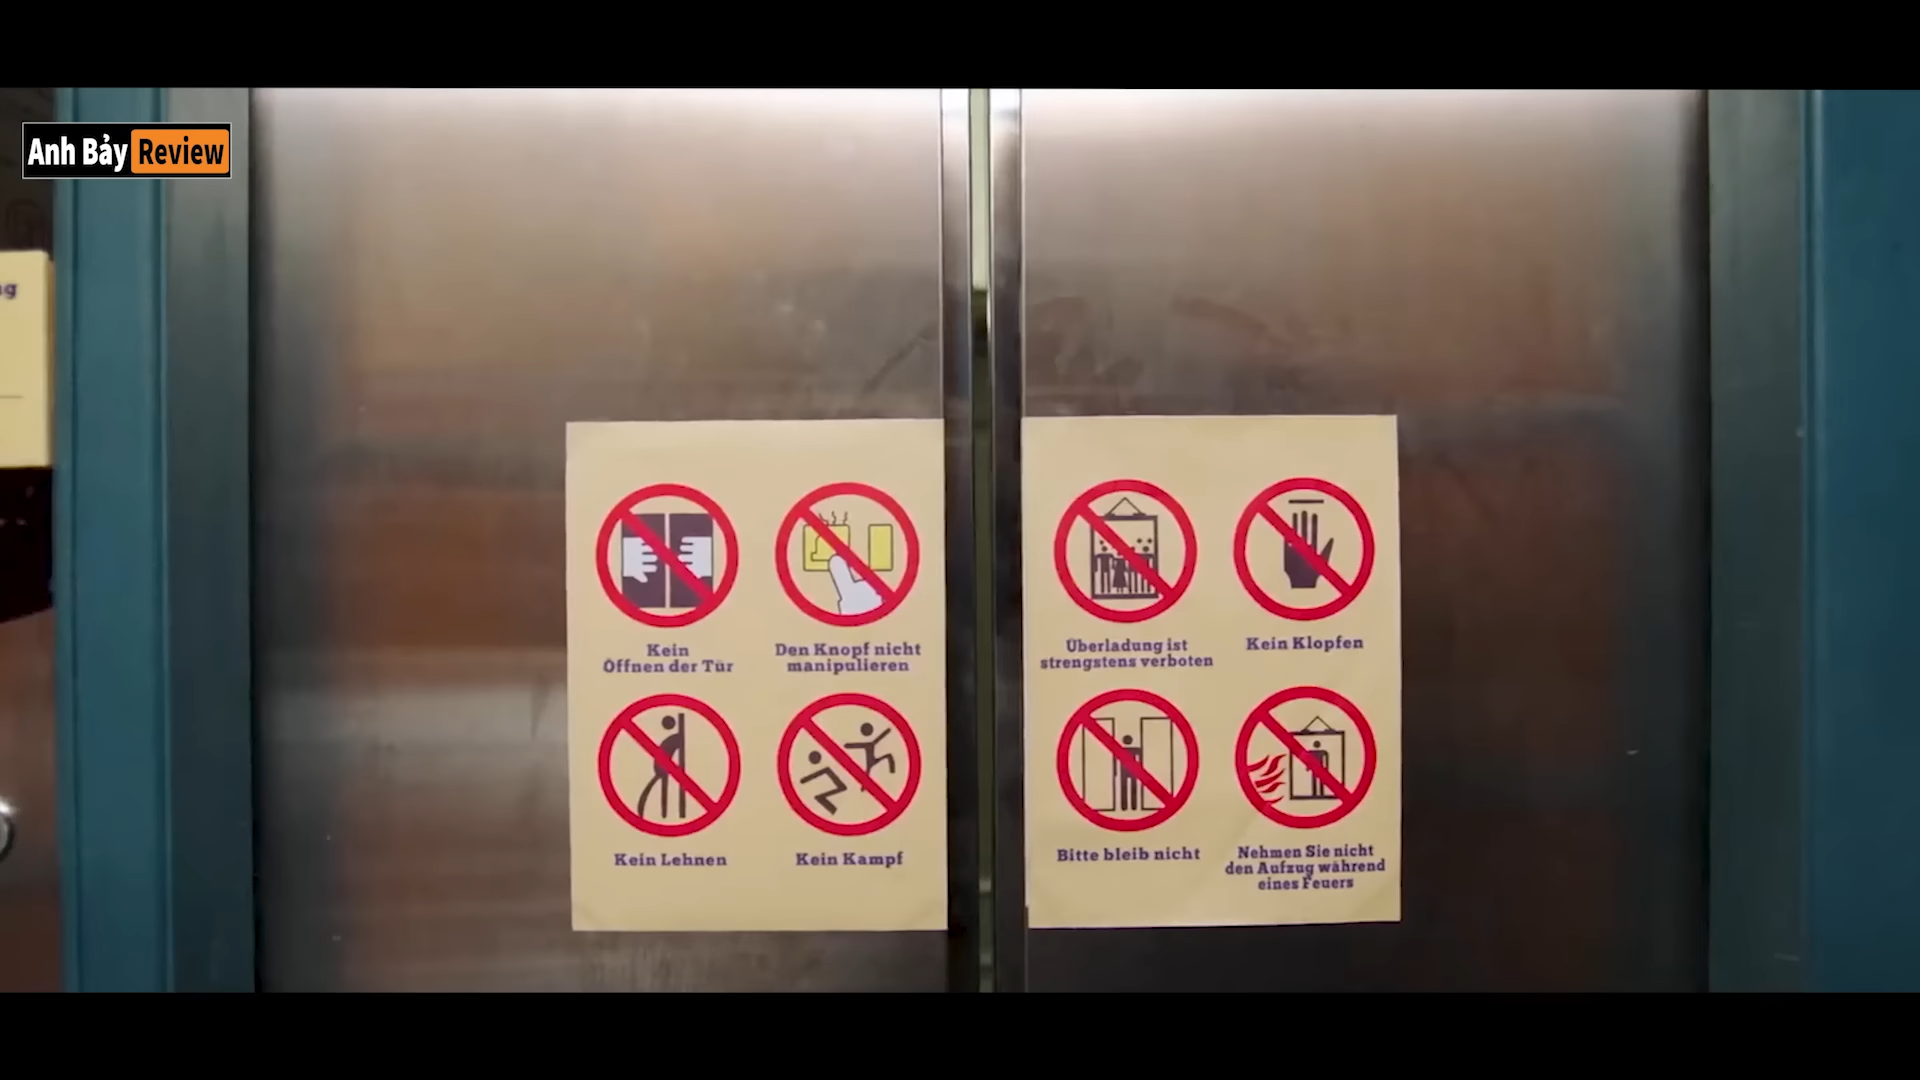 Anh Bảy Review
Kein
Öffnen der Tür
Den Knopf nicht
manipulieren
Kein Lehnen
Kein Kampf
Überladung ist
strengstens verboten
Kein Klopfen
Bitte bleib nicht
Nehmen Sie nicht
den Aufzug während
eines Feuers